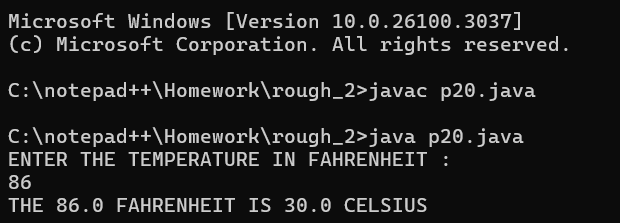 Microsoft Windows [Version 10.0.26100.3037]
(c) Microsoft Corporation. All rights reserved.
C:\notepad++\Homework\rough_2>javac p20.java
C:\notepad++\Homework\rough_2>java p20.java
ENTER THE TEMPERATURE IN FAHRENHEIT :
86
THE 86.0 FAHRENHEIT IS 30.0 CELSIUS